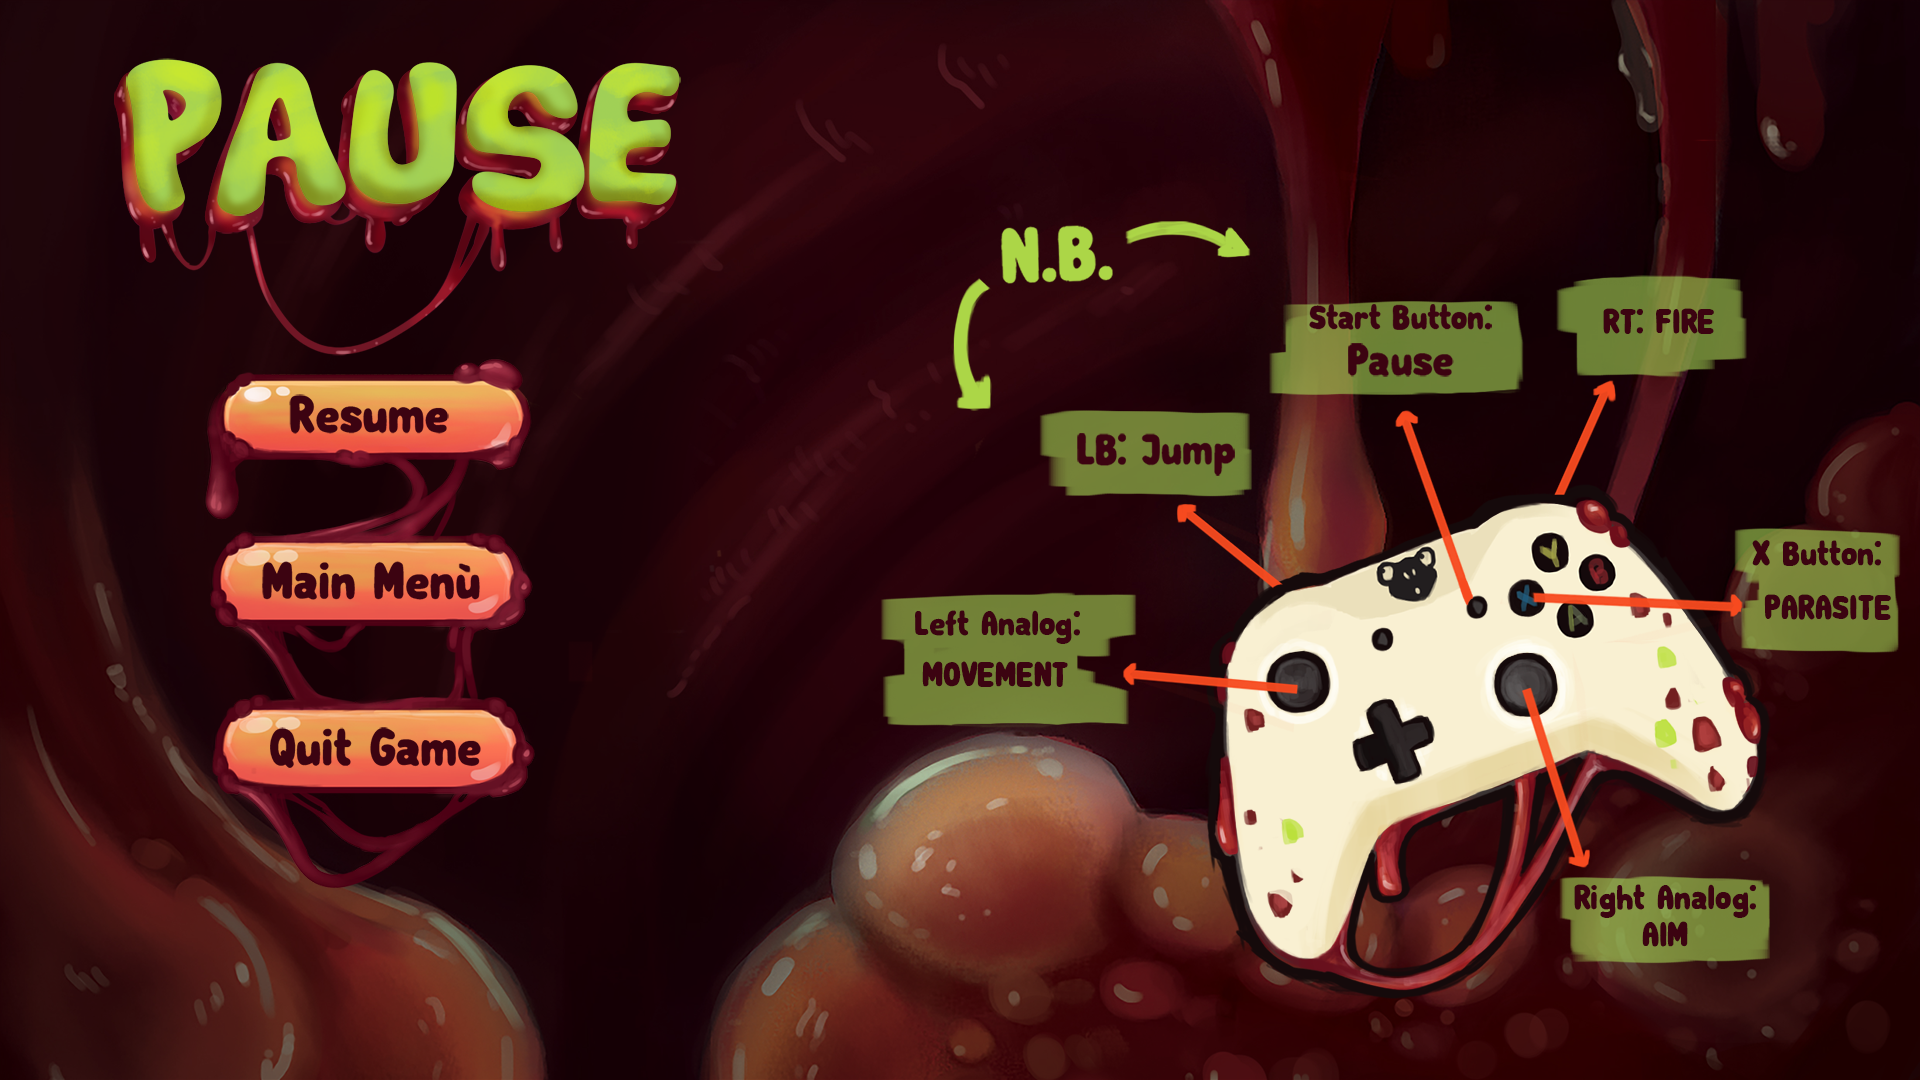 PAUSE
Resume
Main Menù
Quit Game
N.B.
Start Button:
Pause
RT: FIRE
LB: Jump
X Button:
PARASITE
Left Analog:
MOVEMENT
Right Analog:
AIM
Y
B
X
A